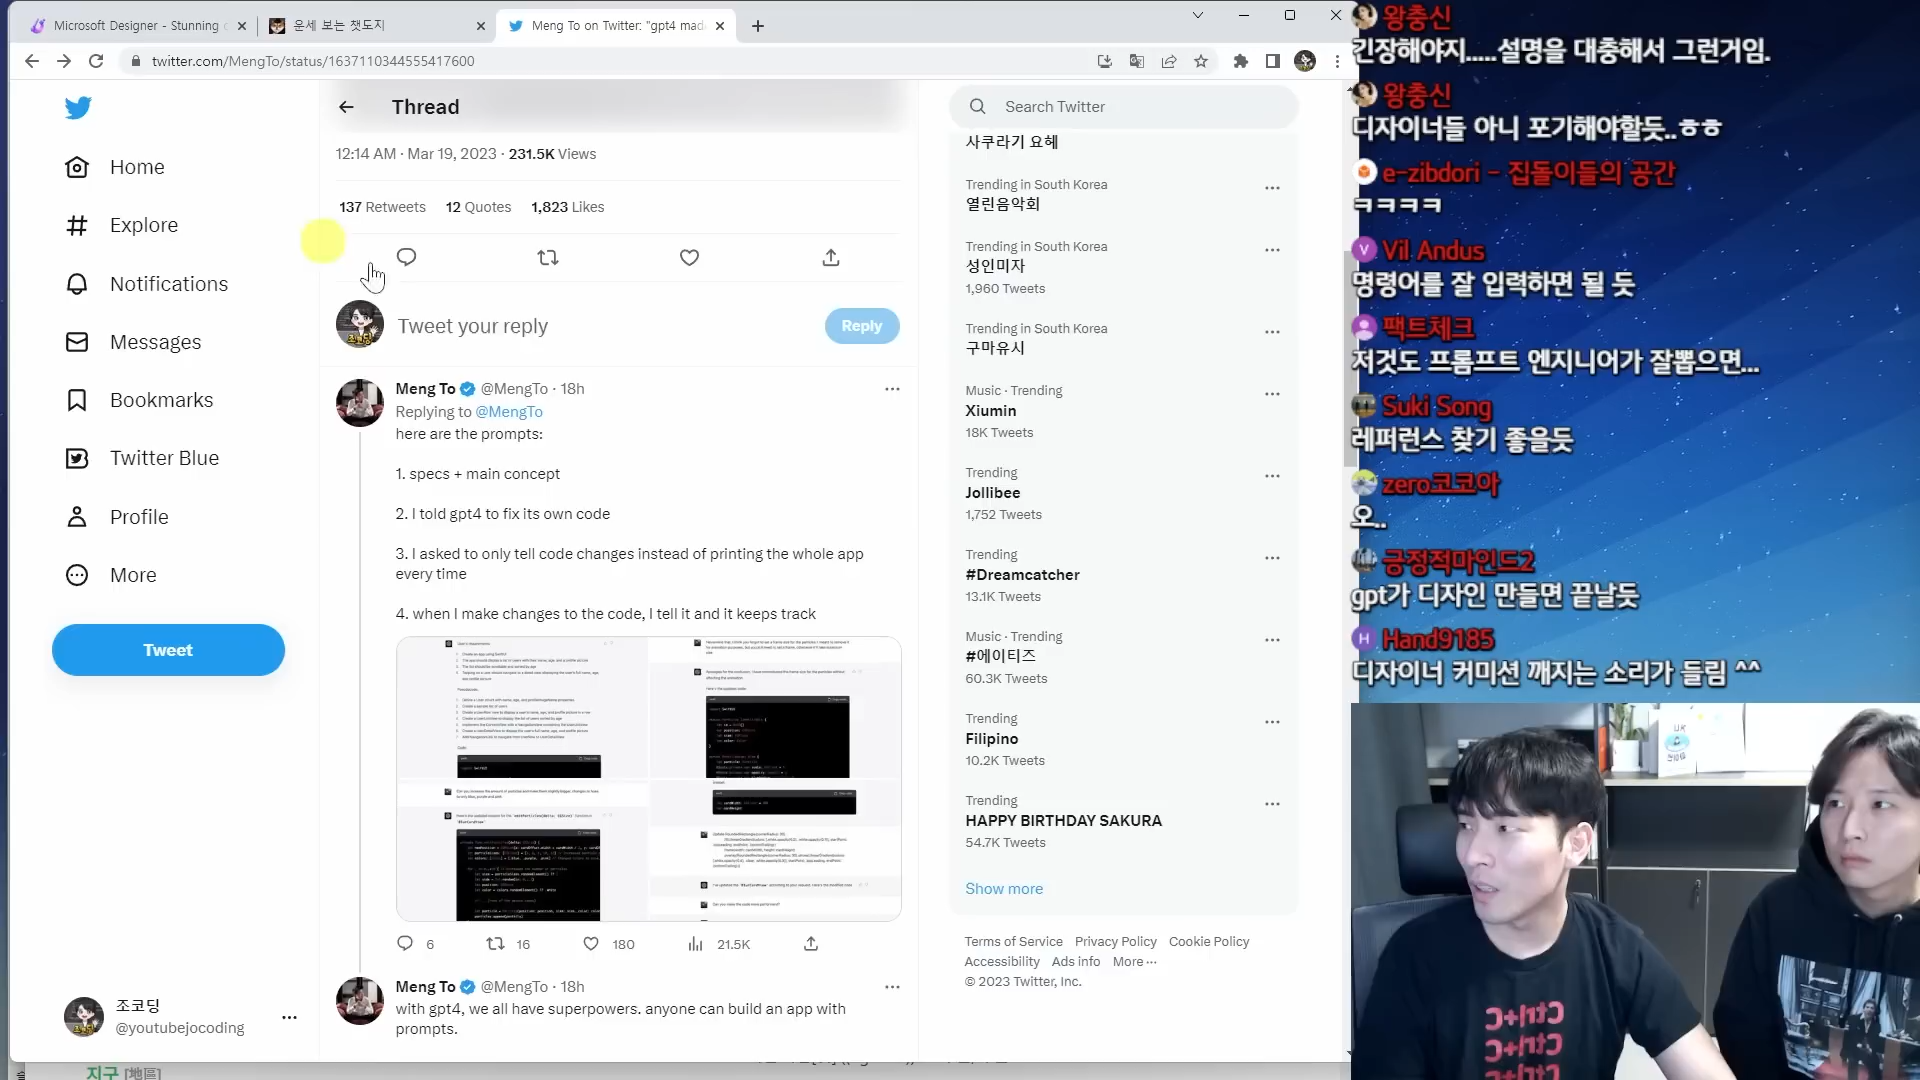 Microsoft Designer - Stunning
운세 보는 챗도지
Meng To on Twitter: "gpt4 mad
twitter.com/MengTo/status/1637110344555417600
Home
Explore
Notifications
Messages
Bookmarks
Twitter Blue
Profile
More
Tweet
조코딩
@youtubejocoding
Thread
12:14 AM · Mar 19, 2023 · 231.5K Views
137 Retweets 12 Quotes 1,823 Likes
Tweet your reply
Reply
Meng To @MengTo · 18h
Replying to @MengTo
here are the prompts:
1. specs + main concept
2. I told gpt4 to fix its own code
3. I asked to only tell code changes instead of printing the whole app
every time
4. when I make changes to the code, I tell it and it keeps track
6 16 180 21.5K
Meng To @MengTo · 18h
with gpt4, we all have superpowers. anyone can build an app with
prompts.
Search Twitter
사쿠라기 요헤
Trending in South Korea
열린음악회
Trending in South Korea
성인미자
1,960 Tweets
Trending in South Korea
구마유시
Music · Trending
Xiumin
18K Tweets
Trending
Jollibee
1,752 Tweets
Trending
#Dreamcatcher
13.1K Tweets
Music · Trending
#에이티즈
60.3K Tweets
Trending
Filipino
10.2K Tweets
Trending
HAPPY BIRTHDAY SAKURA
54.7K Tweets
Show more
Terms of Service Privacy Policy Cookie Policy
Accessibility Ads info More ···
© 2023 Twitter, Inc.
지구 [地區]
왕충신
긴장해야지.....설명을 대충해서 그런거임.
왕충신
디자이너들 아니 포기해야할듯..ㅎㅎ
e-zibdori - 집돌이들의 공간
ㅋㅋㅋㅋ
V Vil Andus
명령어를 잘 입력하면 될 듯
팩트체크
저것도 프롬프트 엔지니어가 잘뽑으면...
Suki Song
레퍼런스 찾기 좋을듯
zero코코아
오..
긍정적마인드2
gpt가 디자인 만들면 끝날듯
H Hand9185
디자이너 커미션 깨지는 소리가 들림 ^^
Ctrl+C
Ctrl+C